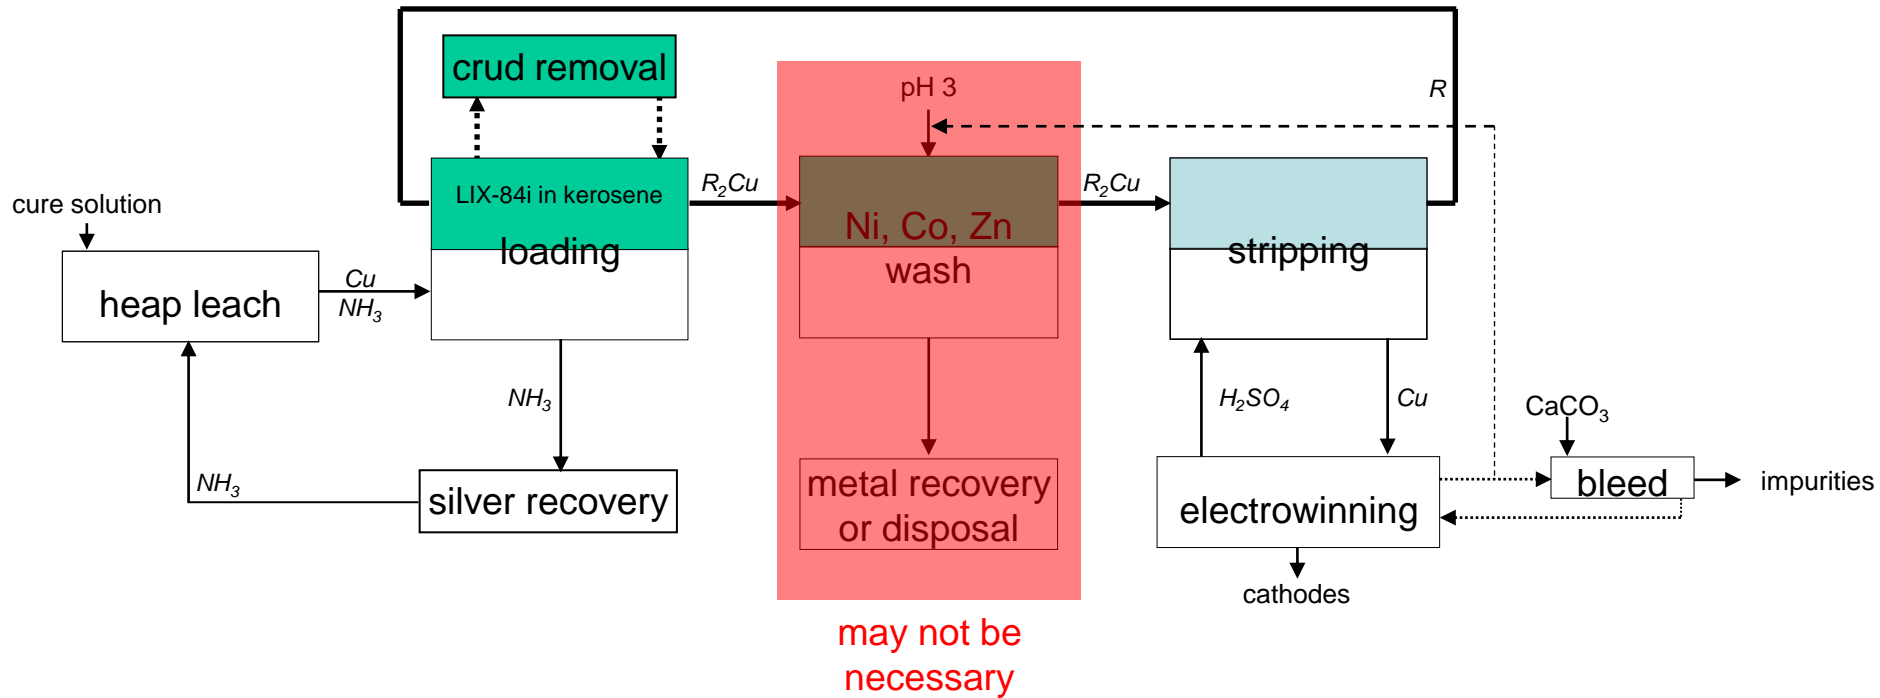 crud removal
pH 3
R
LIX-84i in kerosene
loading
R₂Cu
Ni, Co, Zn
wash
R₂Cu
stripping
cure solution
heap leach
Cu
NH₃
NH₃
H₂SO₄
Cu
CaCO₃
NH₃
silver recovery
metal recovery
or disposal
electrowinning
bleed
impurities
cathodes
may not be
necessary